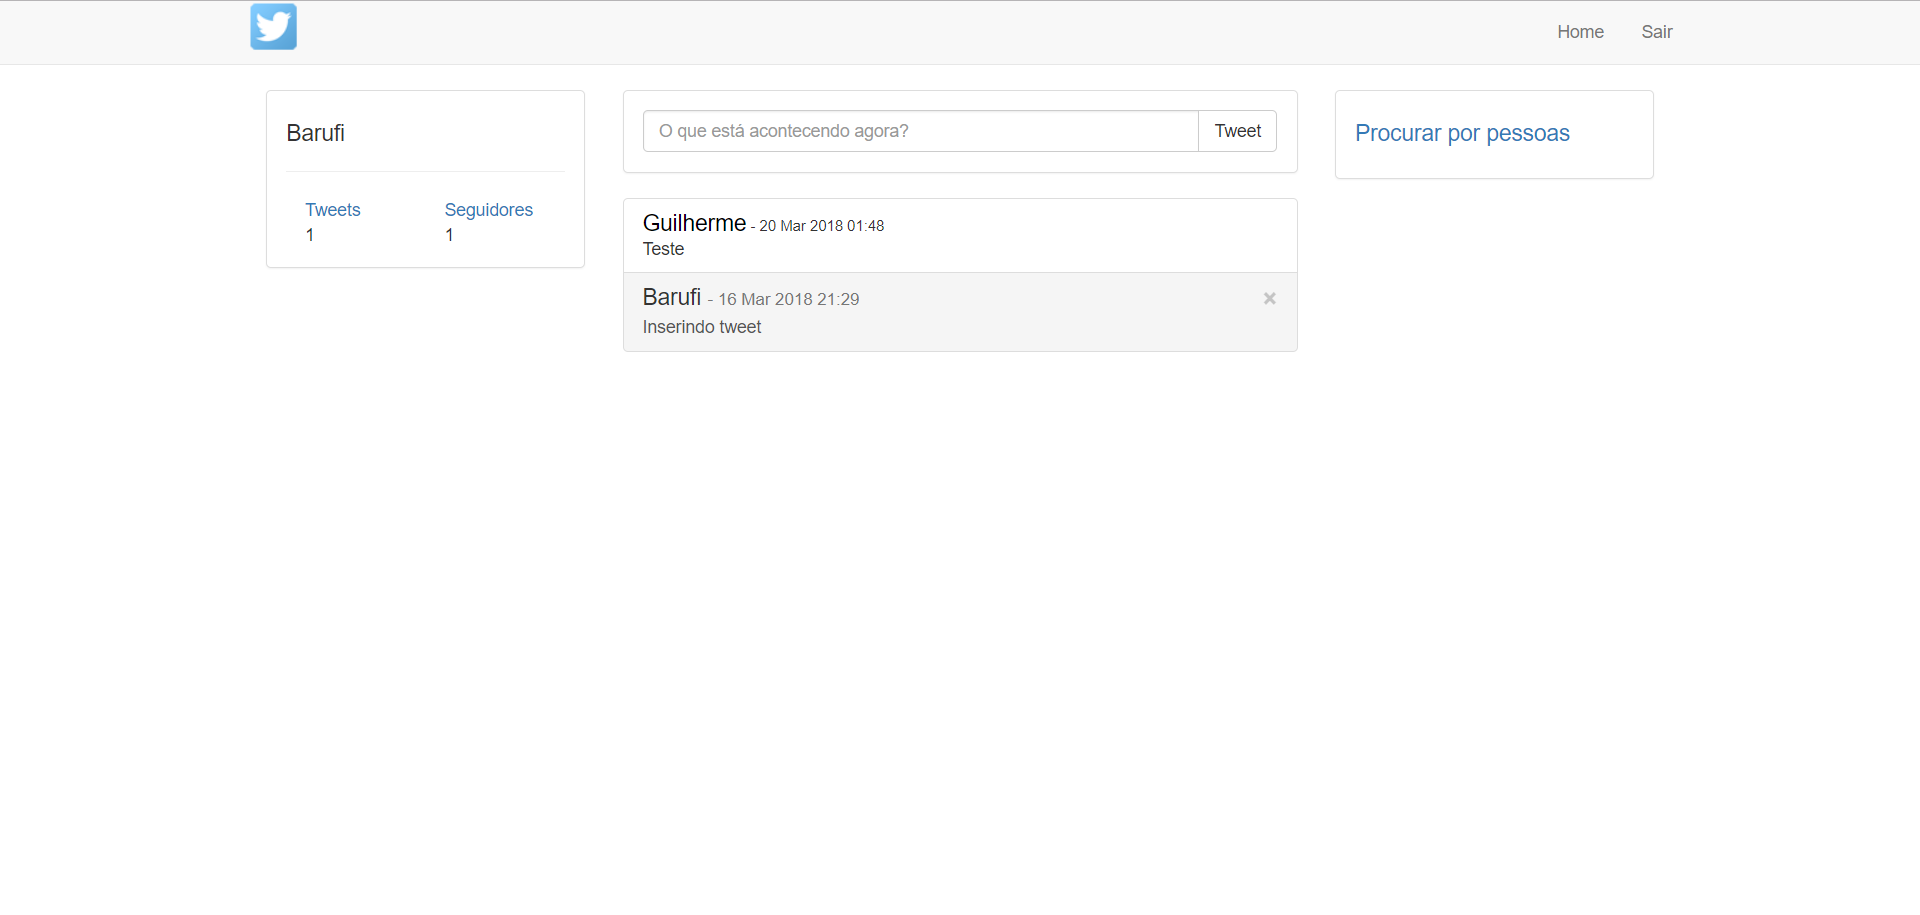 Home Sair
Barufi
Tweets Seguidores
1 1
O que está acontecendo agora? Tweet
Guilherme - 20 Mar 2018 01:48
Teste
Barufi - 16 Mar 2018 21:29 ×
Inserindo tweet
Procurar por pessoas